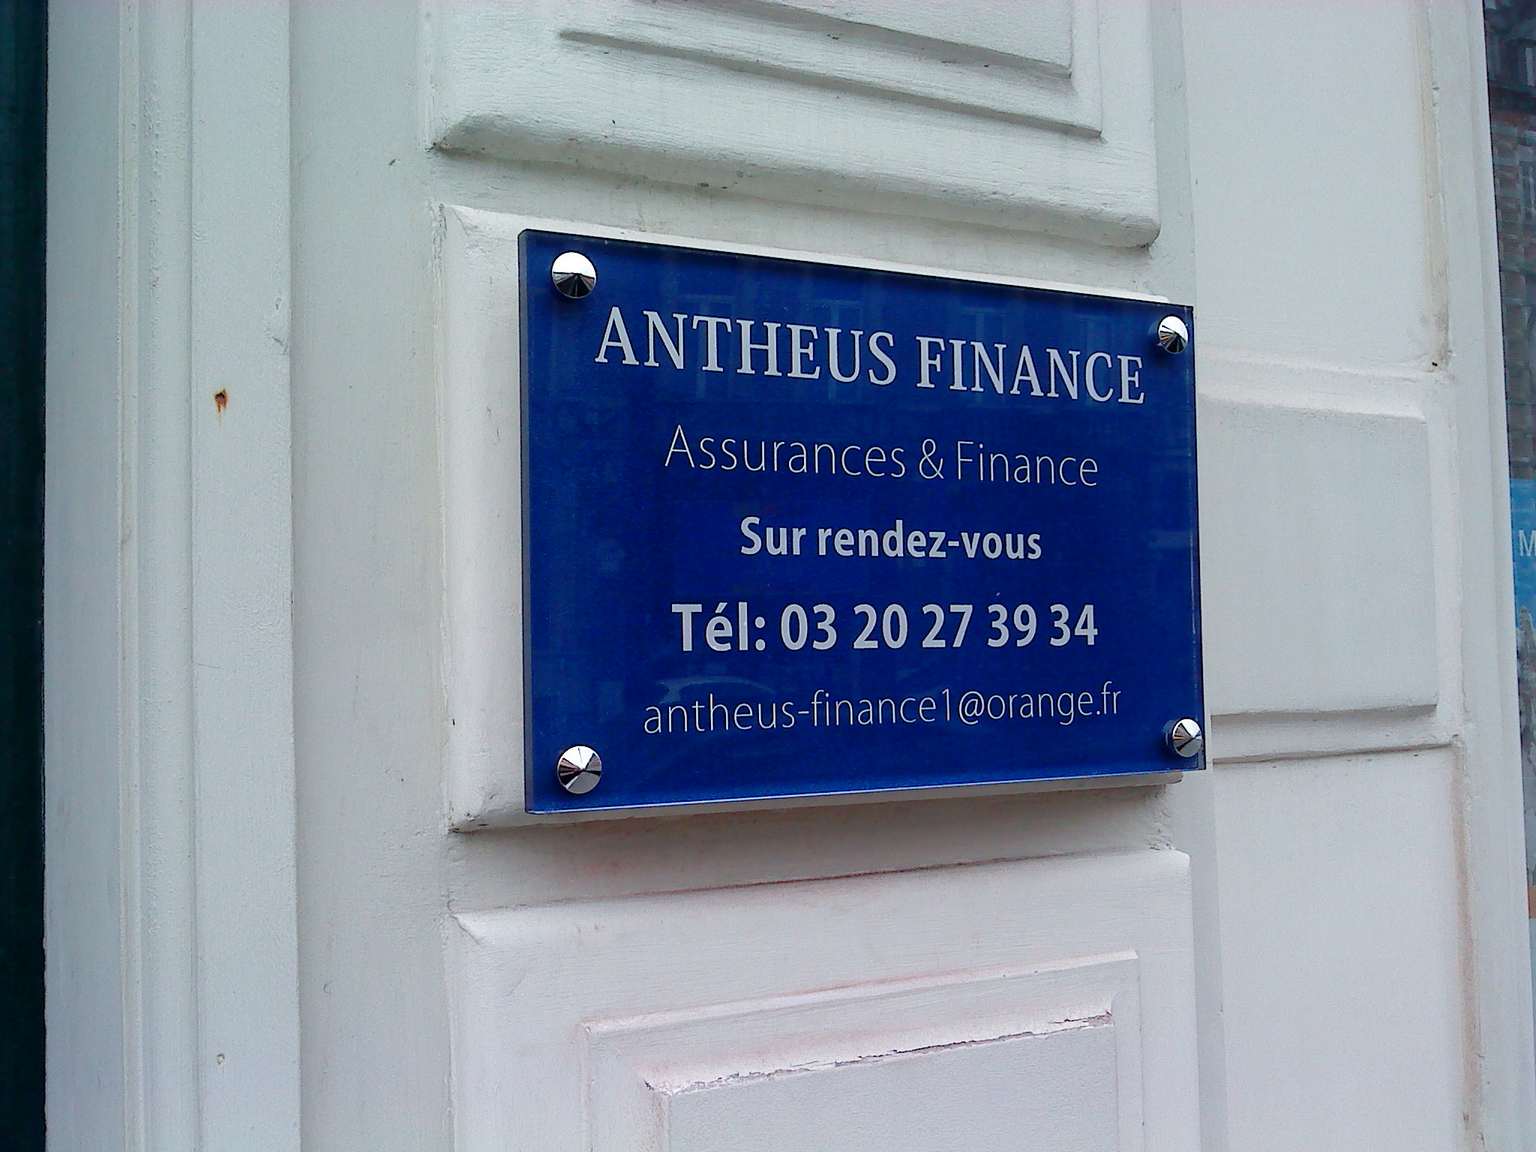 ANTHEUS FINANCE
Assurances & Finance
Sur rendez-vous
Tél: 03 20 27 39 34
antheus-finance1@orange.fr
M